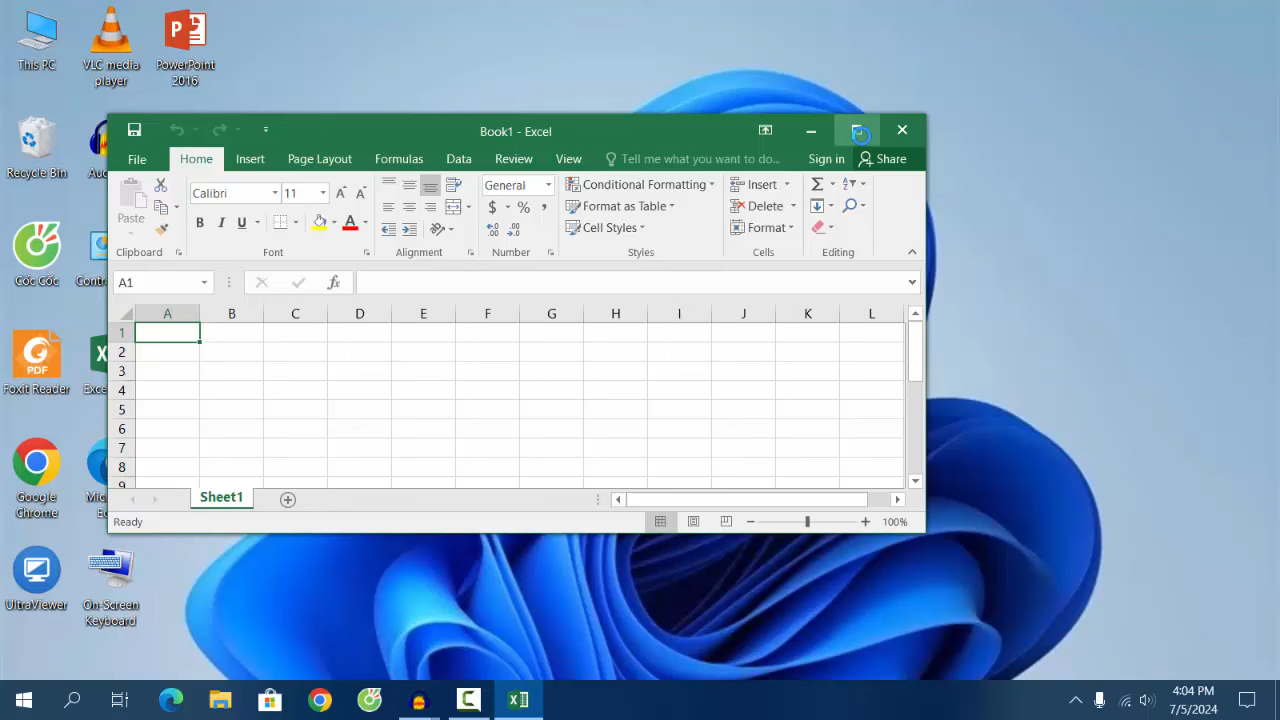 This PC
VLC media
player
PowerPoint
2016
Recycle Bin
Cốc Cốc
Foxit Reader
PDF
Google
Chrome
UltraViewer
On-Screen
Keyboard
Book1 - Excel
File
Home
Insert
Page Layout
Formulas
Data
Review
View
Tell me what you want to do...
Sign in
Share
Paste
Clipboard
Calibri
11
B
I
U
A
Font
Alignment
General
$
%
,
Number
Conditional Formatting
Format as Table
Cell Styles
Styles
Insert
Delete
Format
Cells
Editing
A1
fx
A B C D E F G H I J K L
1
2
3
4
5
6
7
8
9
Sheet1
Ready
100%
4:04 PM
7/5/2024